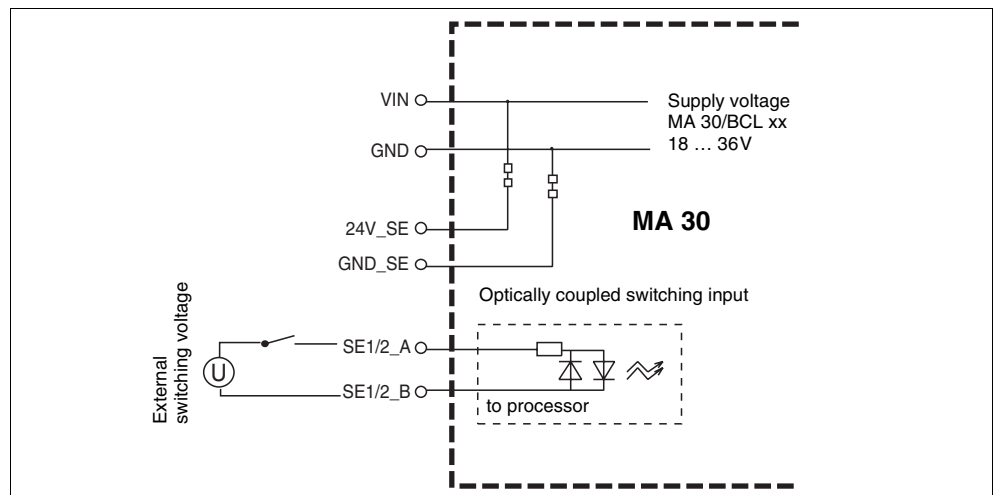 VIN
Supply voltage
MA 30/BCL xx
18 … 36V
GND
24V_SE
MA 30
GND_SE
Optically coupled switching input
External
switching voltage
SE1/2_A
U
SE1/2_B
to processor